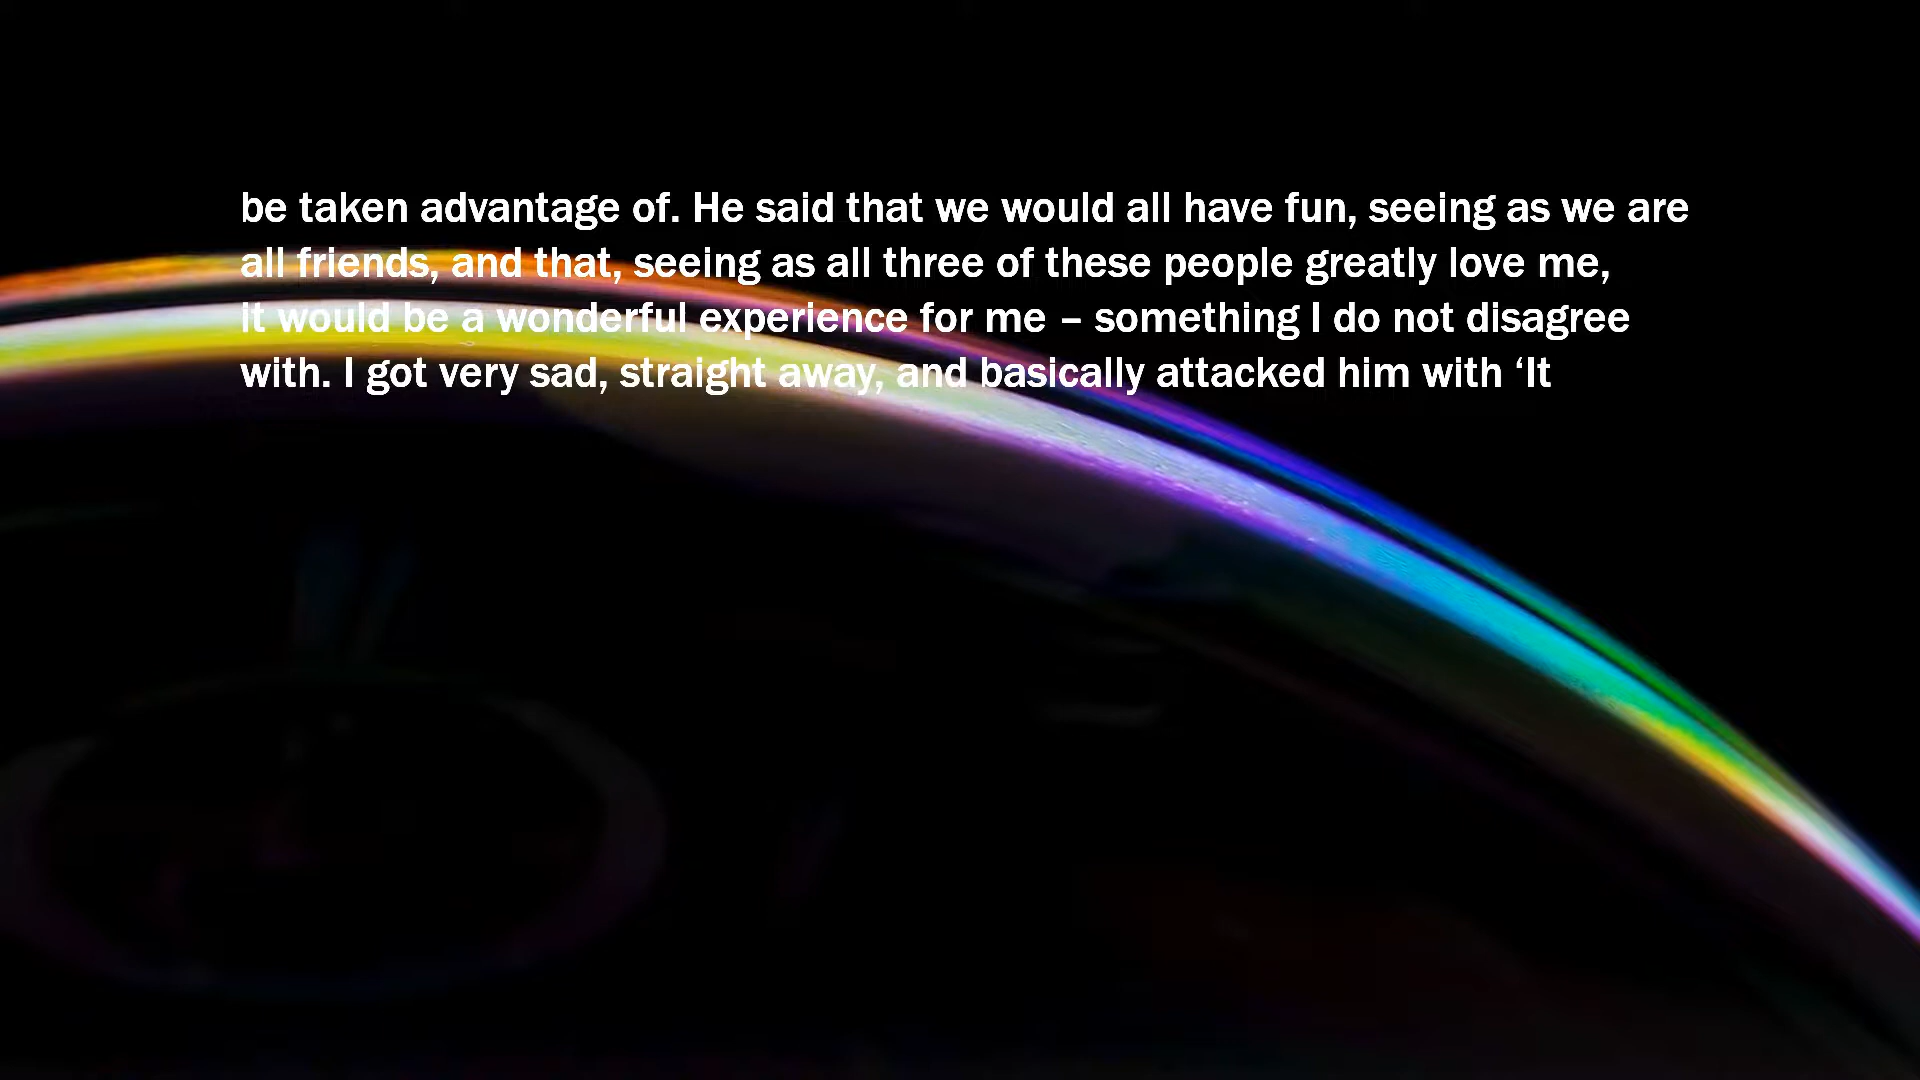 be taken advantage of. He said that we would all have fun, seeing as we are
all friends, and that, seeing as all three of these people greatly love me,
it would be a wonderful experience for me – something I do not disagree
with. I got very sad, straight away, and basically attacked him with ‘It